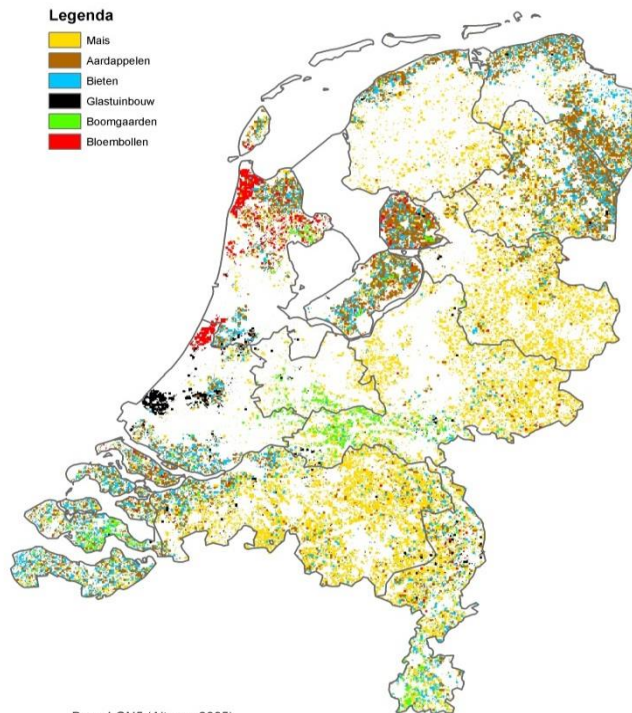 Legenda
Mais
Aardappelen
Bieten
Glastuinbouw
Boomgaarden
Bloembollen